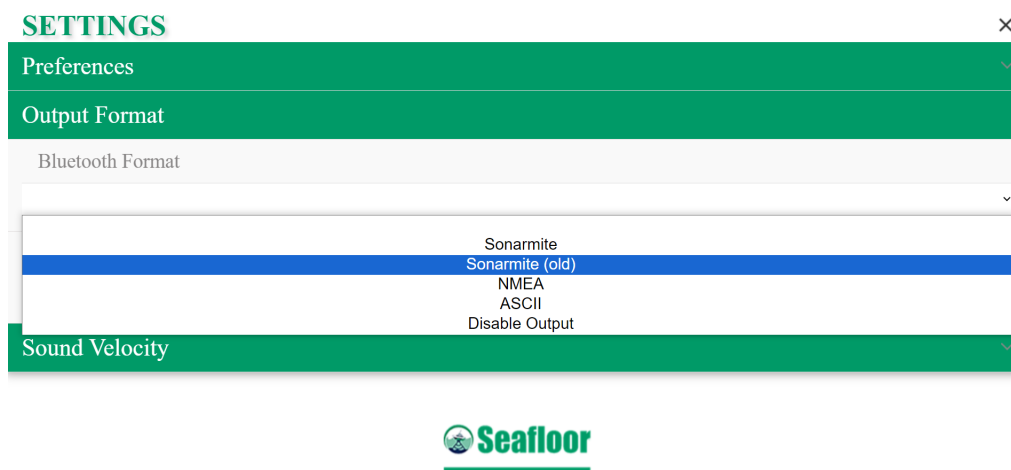 SETTINGS
Preferences
Output Format
Bluetooth Format
Sonarmite
Sonarmite (old)
NMEA
ASCII
Disable Output
Sound Velocity
Seafloor